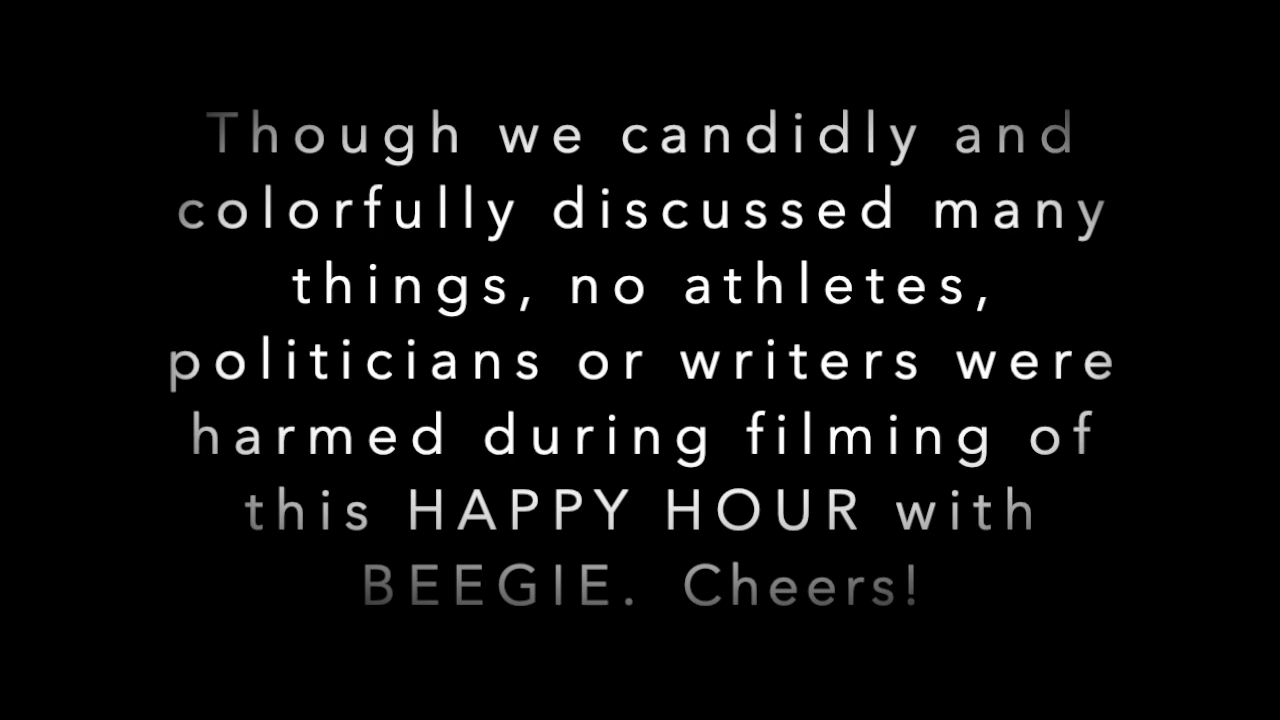 Though we candidly and
colorfully discussed many
things, no athletes,
politicians or writers were
harmed during filming of
this HAPPY HOUR with
BEEGIE.  Cheers!